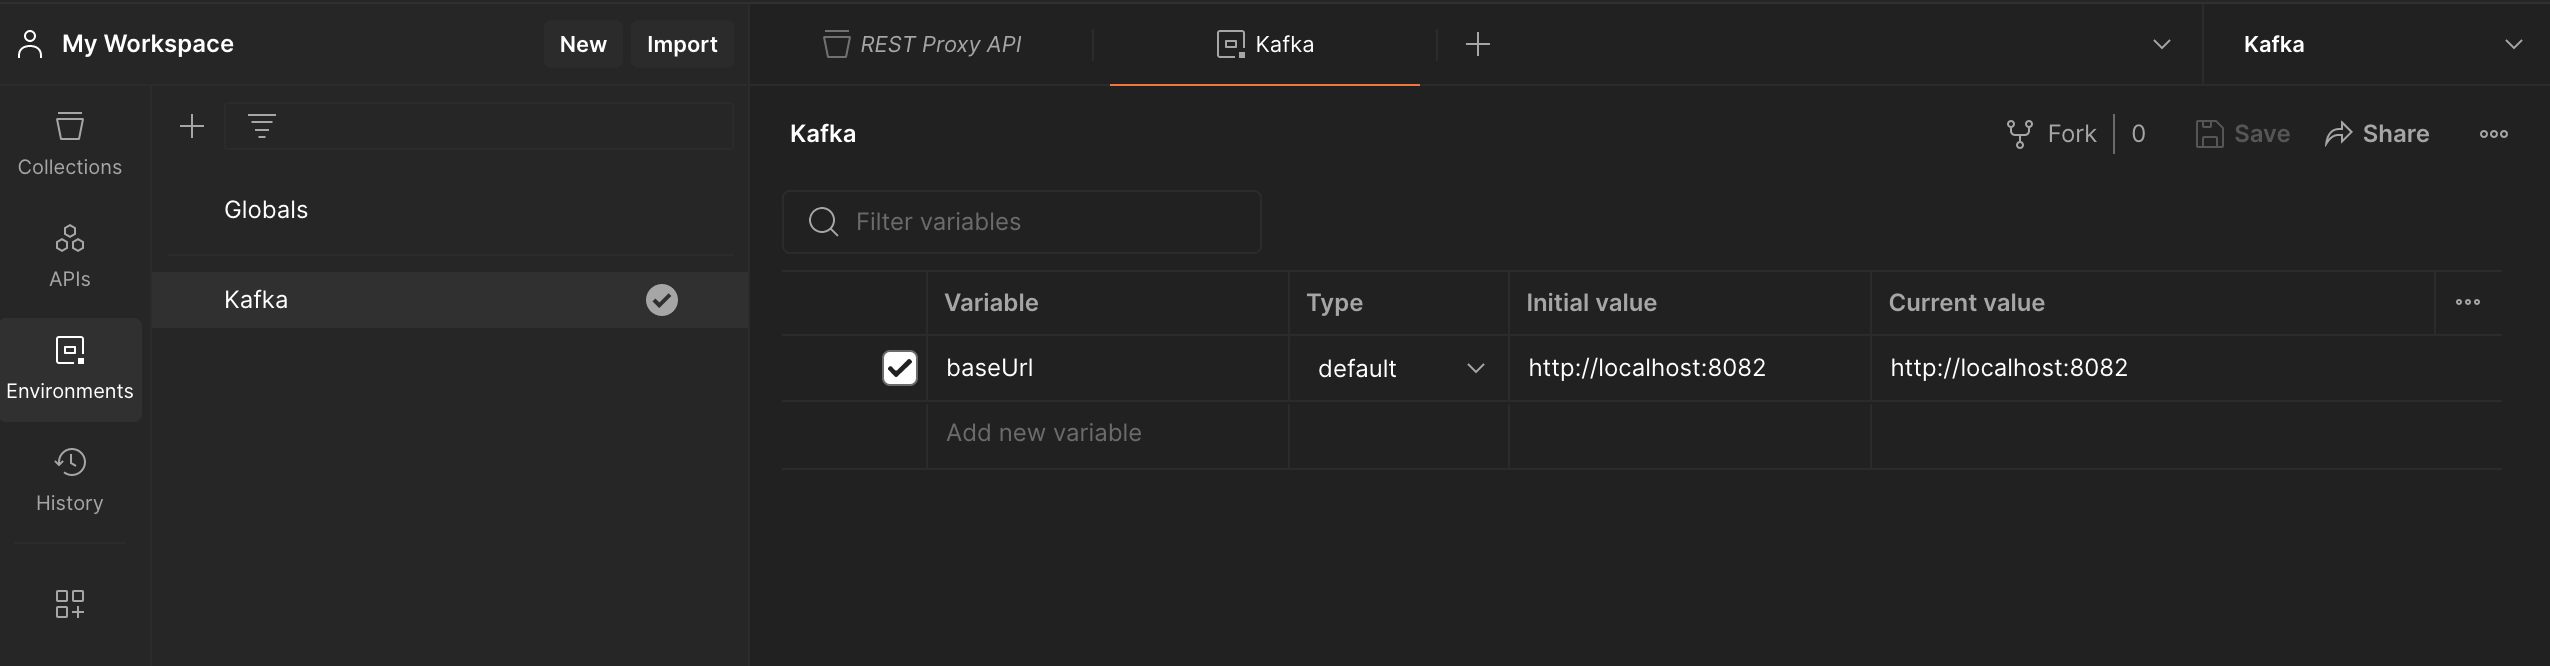 My Workspace New Import REST Proxy API Kafka Kafka
Collections
APIs
Environments
History
Globals
Kafka
Kafka Fork 0 Save Share
Filter variables
Variable Type Initial value Current value
baseUrl default http://localhost:8082 http://localhost:8082
Add new variable